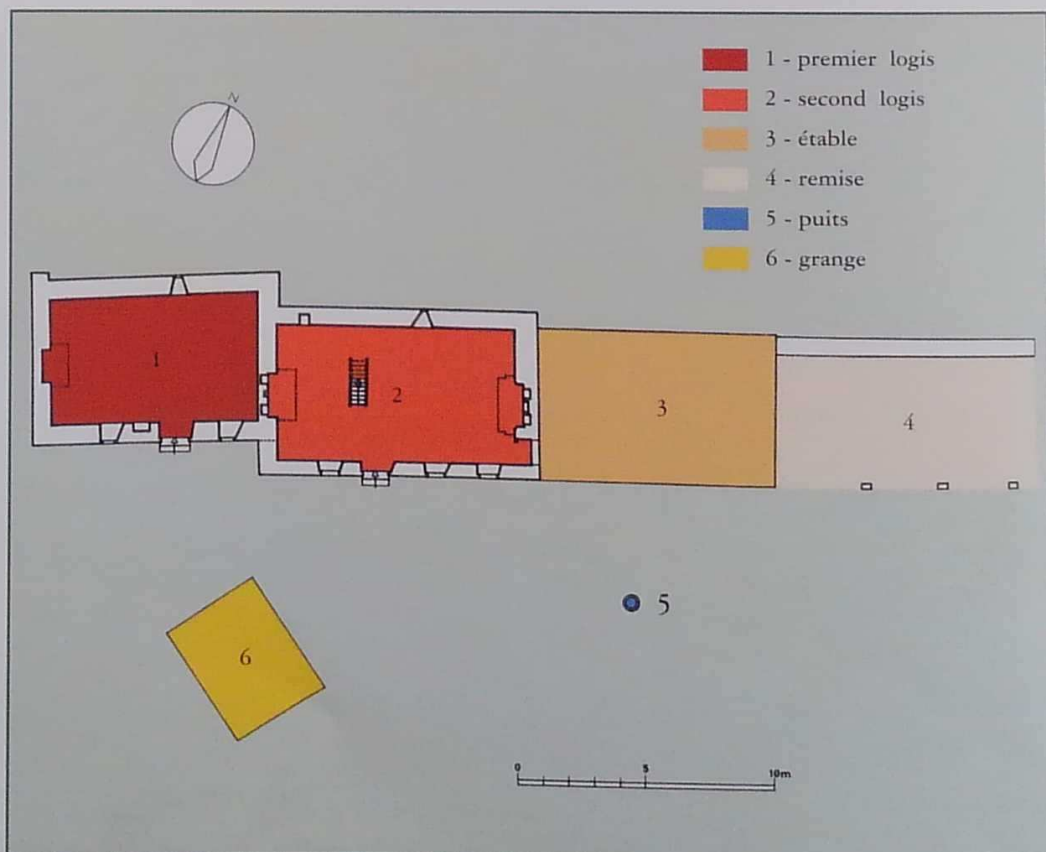 1 - premier logis
2 - second logis
3 - étable
4 - remise
5 - puits
6 - grange
N
1
2
3
4
5
6
0 5 10m